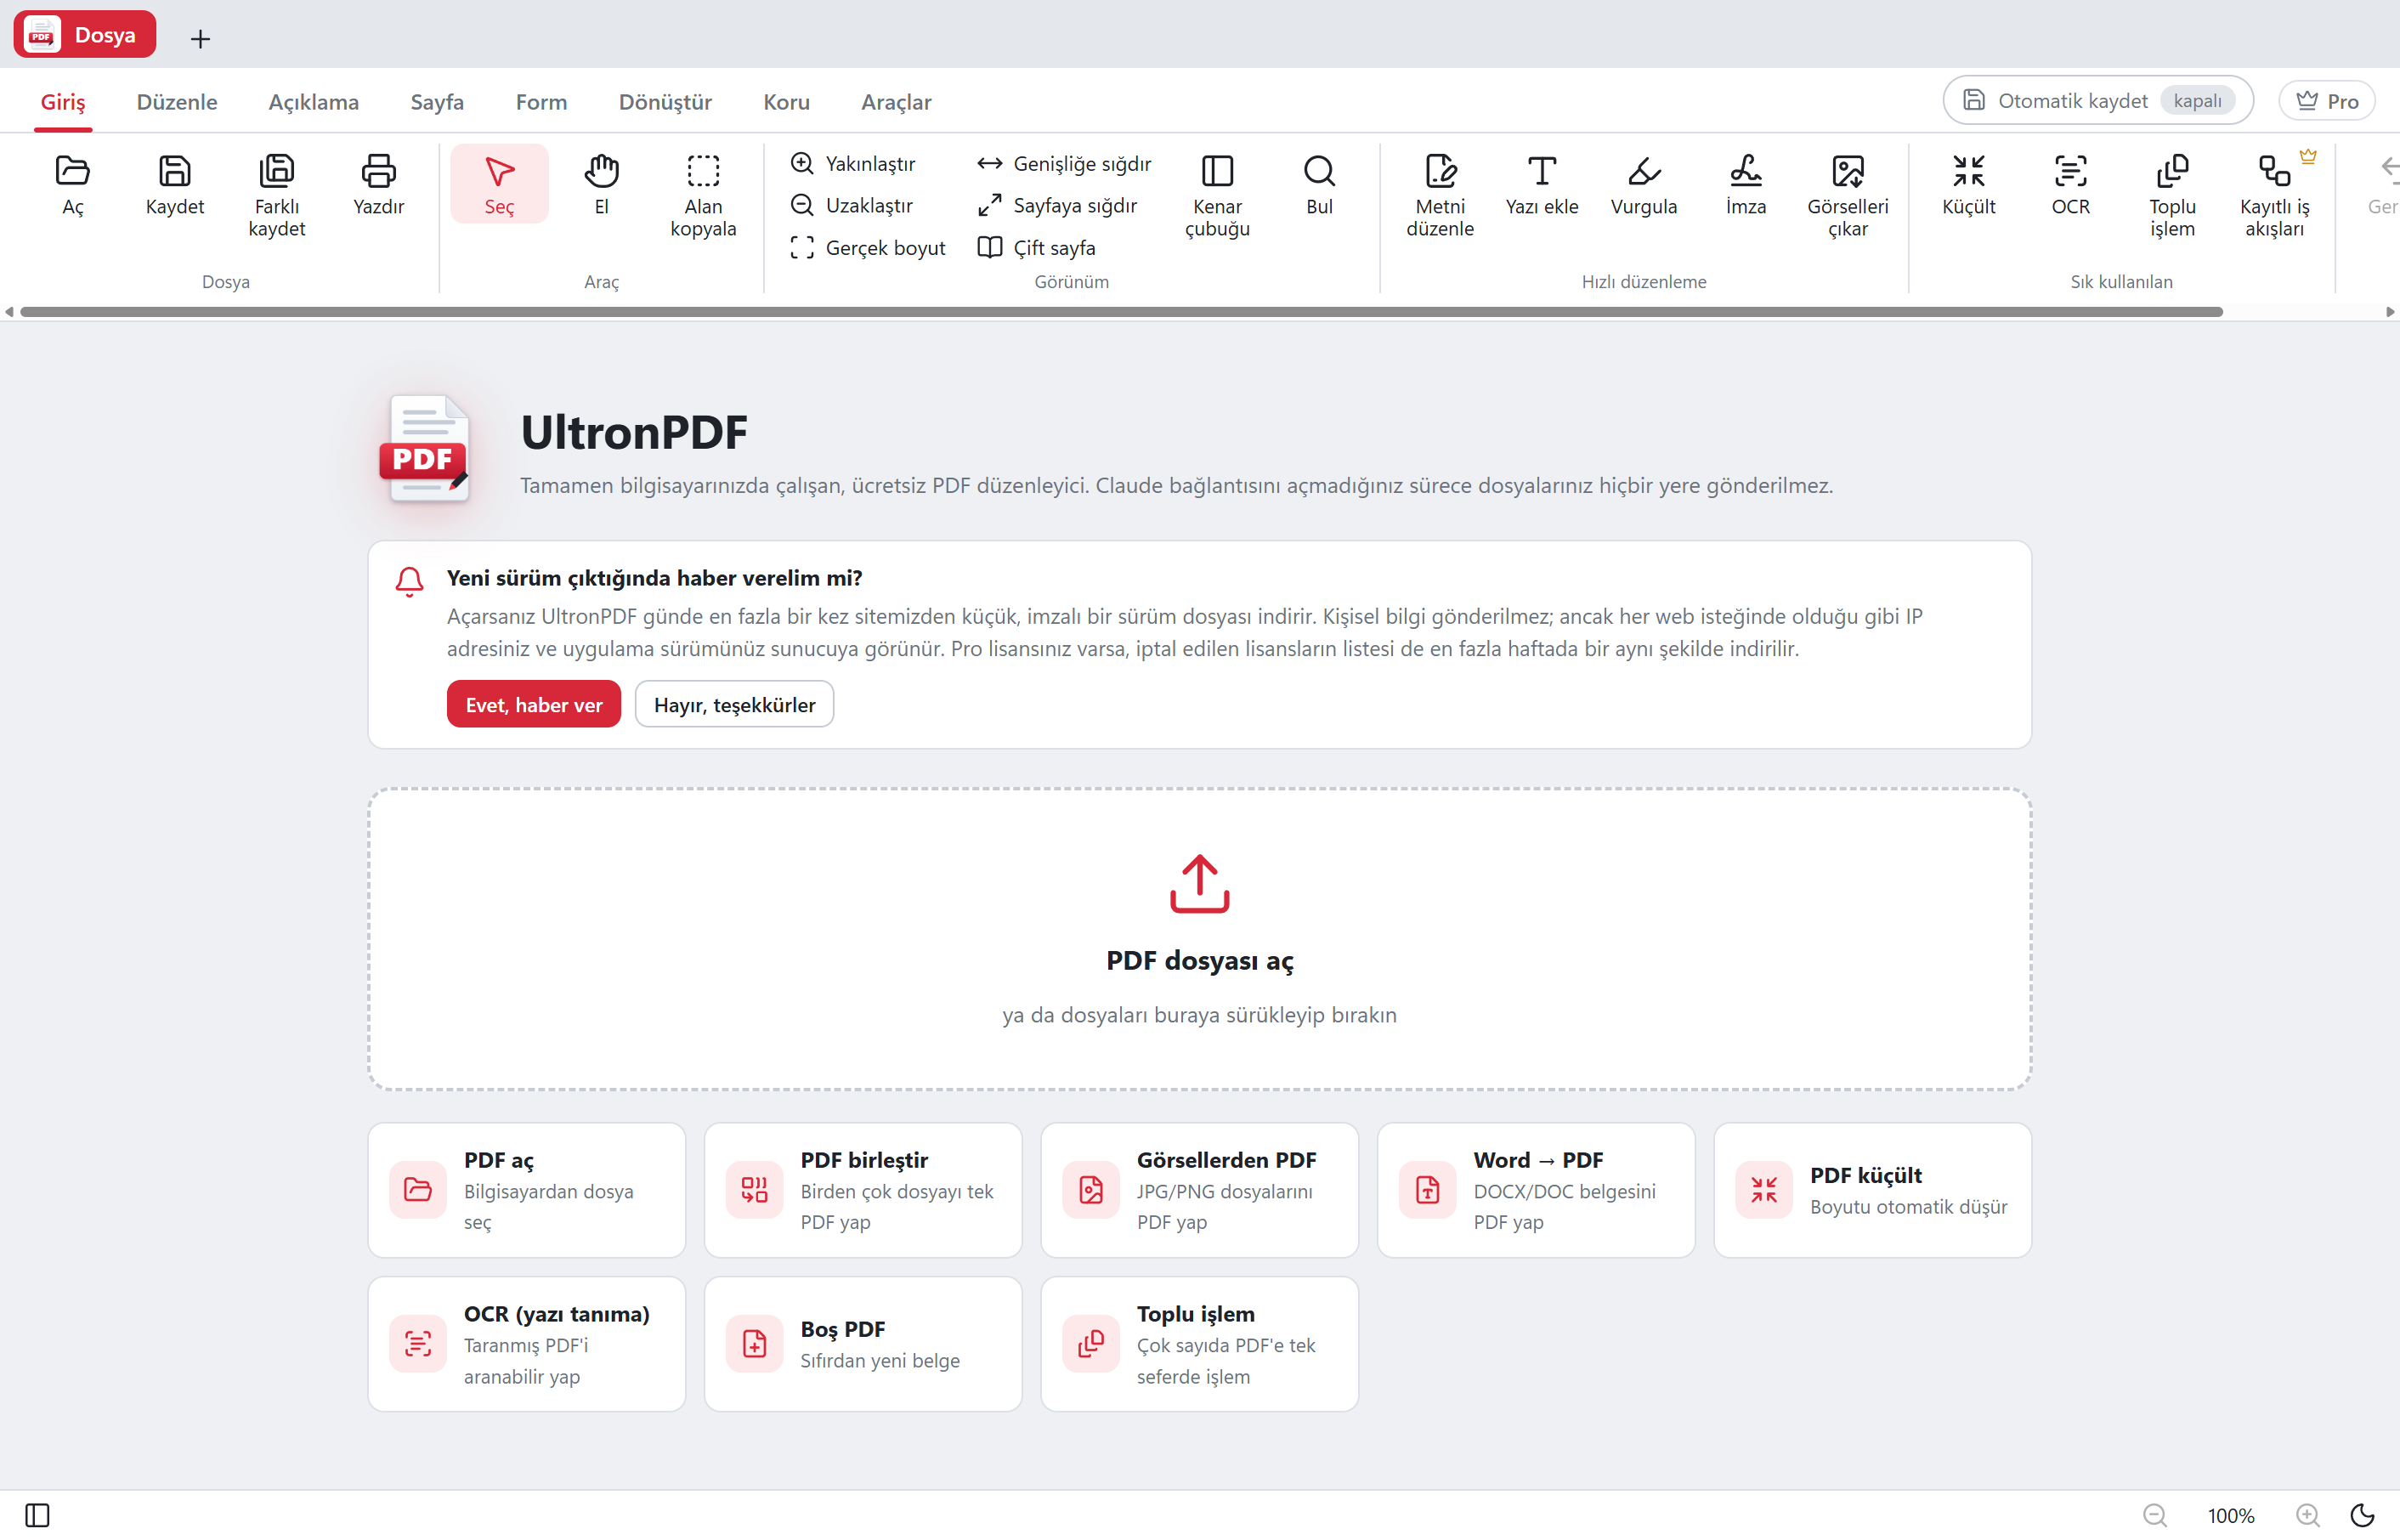 PDF Dosya
Giriş Düzenle Açıklama Sayfa Form Dönüştür Koru Araçlar Otomatik kaydet kapalı Pro
Aç
Kaydet
Farklı
kaydet
Yazdır
Dosya
Seç
El
Alan
kopyala
Araç
Yakınlaştır
Uzaklaştır
Gerçek boyut
Genişliğe sığdır
Sayfaya sığdır
Çift sayfa
Kenar
çubuğu
Bul
Görünüm
Metni
düzenle
Yazı ekle
Vurgula
İmza
Görselleri
çıkar
Hızlı düzenleme
Küçült
OCR
Toplu
işlem
Kayıtlı iş
akışları
Sık kullanılan
Ger
PDF
UltronPDF
Tamamen bilgisayarınızda çalışan, ücretsiz PDF düzenleyici. Claude bağlantısını açmadığınız sürece dosyalarınız hiçbir yere gönderilmez.
Yeni sürüm çıktığında haber verelim mi?
Açarsanız UltronPDF günde en fazla bir kez sitemizden küçük, imzalı bir sürüm dosyası indirir. Kişisel bilgi gönderilmez; ancak her web isteğinde olduğu gibi IP
adresiniz ve uygulama sürümünüz sunucuya görünür. Pro lisansınız varsa, iptal edilen lisansların listesi de en fazla haftada bir aynı şekilde indirilir.
Evet, haber ver
Hayır, teşekkürler
PDF dosyası aç
ya da dosyaları buraya sürükleyip bırakın
PDF aç
Bilgisayardan dosya
seç
PDF birleştir
Birden çok dosyayı tek
PDF yap
Görsellerden PDF
JPG/PNG dosyalarını
PDF yap
Word → PDF
DOCX/DOC belgesini
PDF yap
PDF küçült
Boyutu otomatik düşür
OCR (yazı tanıma)
Taranmış PDF'i
aranabilir yap
Boş PDF
Sıfırdan yeni belge
Toplu işlem
Çok sayıda PDF'e tek
seferde işlem
100%